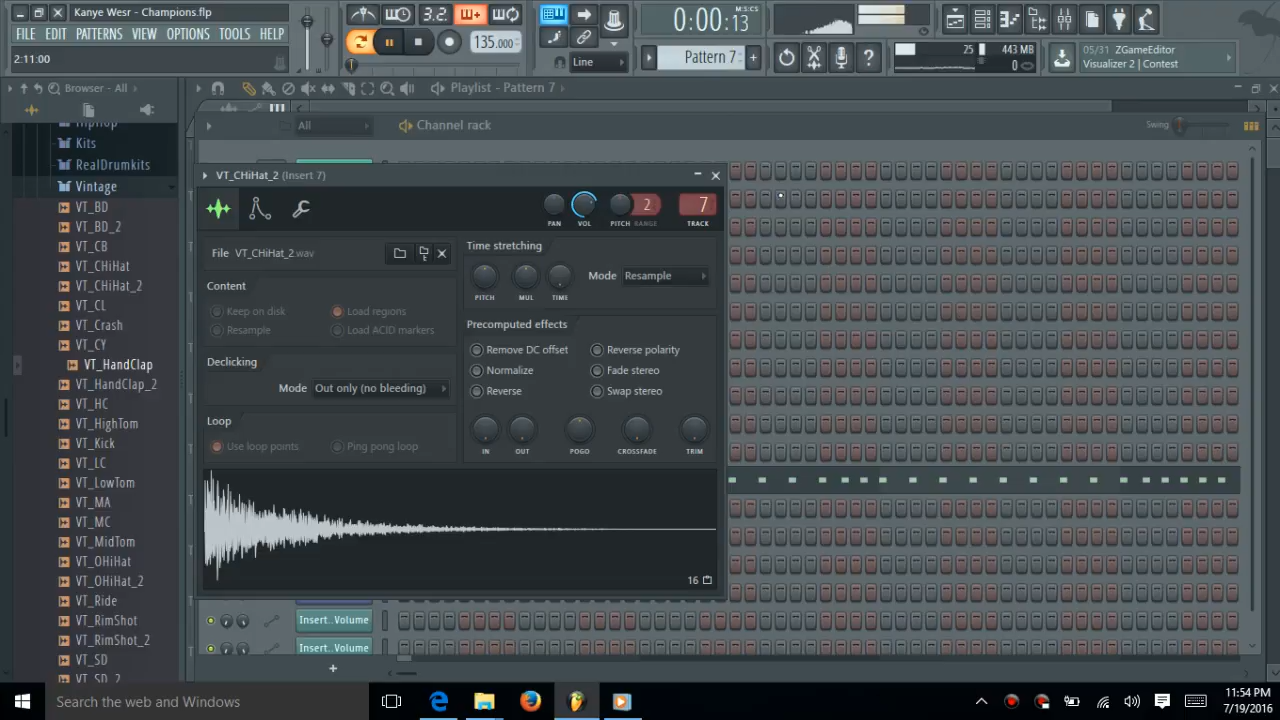 Kanye Wesr - Champions.flp
FILE EDIT PATTERNS VIEW OPTIONS TOOLS HELP
2:11:00
3.2
135.000
Line
0:00:13
M:S:CS
Pattern 7
25
443 MB
0
05/31 ZGameEditor
Visualizer 2 | Contest
Browser - All
Playlist - Pattern 7
All
Channel rack
Swing
Kits
RealDrumkits
Vintage
VT_BD
VT_BD_2
VT_CB
VT_CHiHat
VT_CHiHat_2
VT_CL
VT_Crash
VT_CY
VT_HandClap
VT_HandClap_2
VT_HC
VT_HighTom
VT_Kick
VT_LC
VT_LowTom
VT_MA
VT_MC
VT_MidTom
VT_OHiHat
VT_OHiHat_2
VT_Ride
VT_RimShot
VT_RimShot_2
VT_SD
VT_SD_2
VT_CHiHat_2 (Insert 7)
2
7
PAN VOL PITCH RANGE TRACK
File VT_CHiHat_2.wav
Content
Keep on disk
Load regions
Resample
Load ACID markers
Declicking
Mode Out only (no bleeding)
Loop
Use loop points
Ping pong loop
Time stretching
Mode Resample
PITCH MUL TIME
Precomputed effects
Remove DC offset
Reverse polarity
Normalize
Fade stereo
Reverse
Swap stereo
IN OUT POGO CROSSFADE TRIM
16
Insert..Volume
Insert..Volume
Search the web and Windows
11:54 PM
7/19/2016